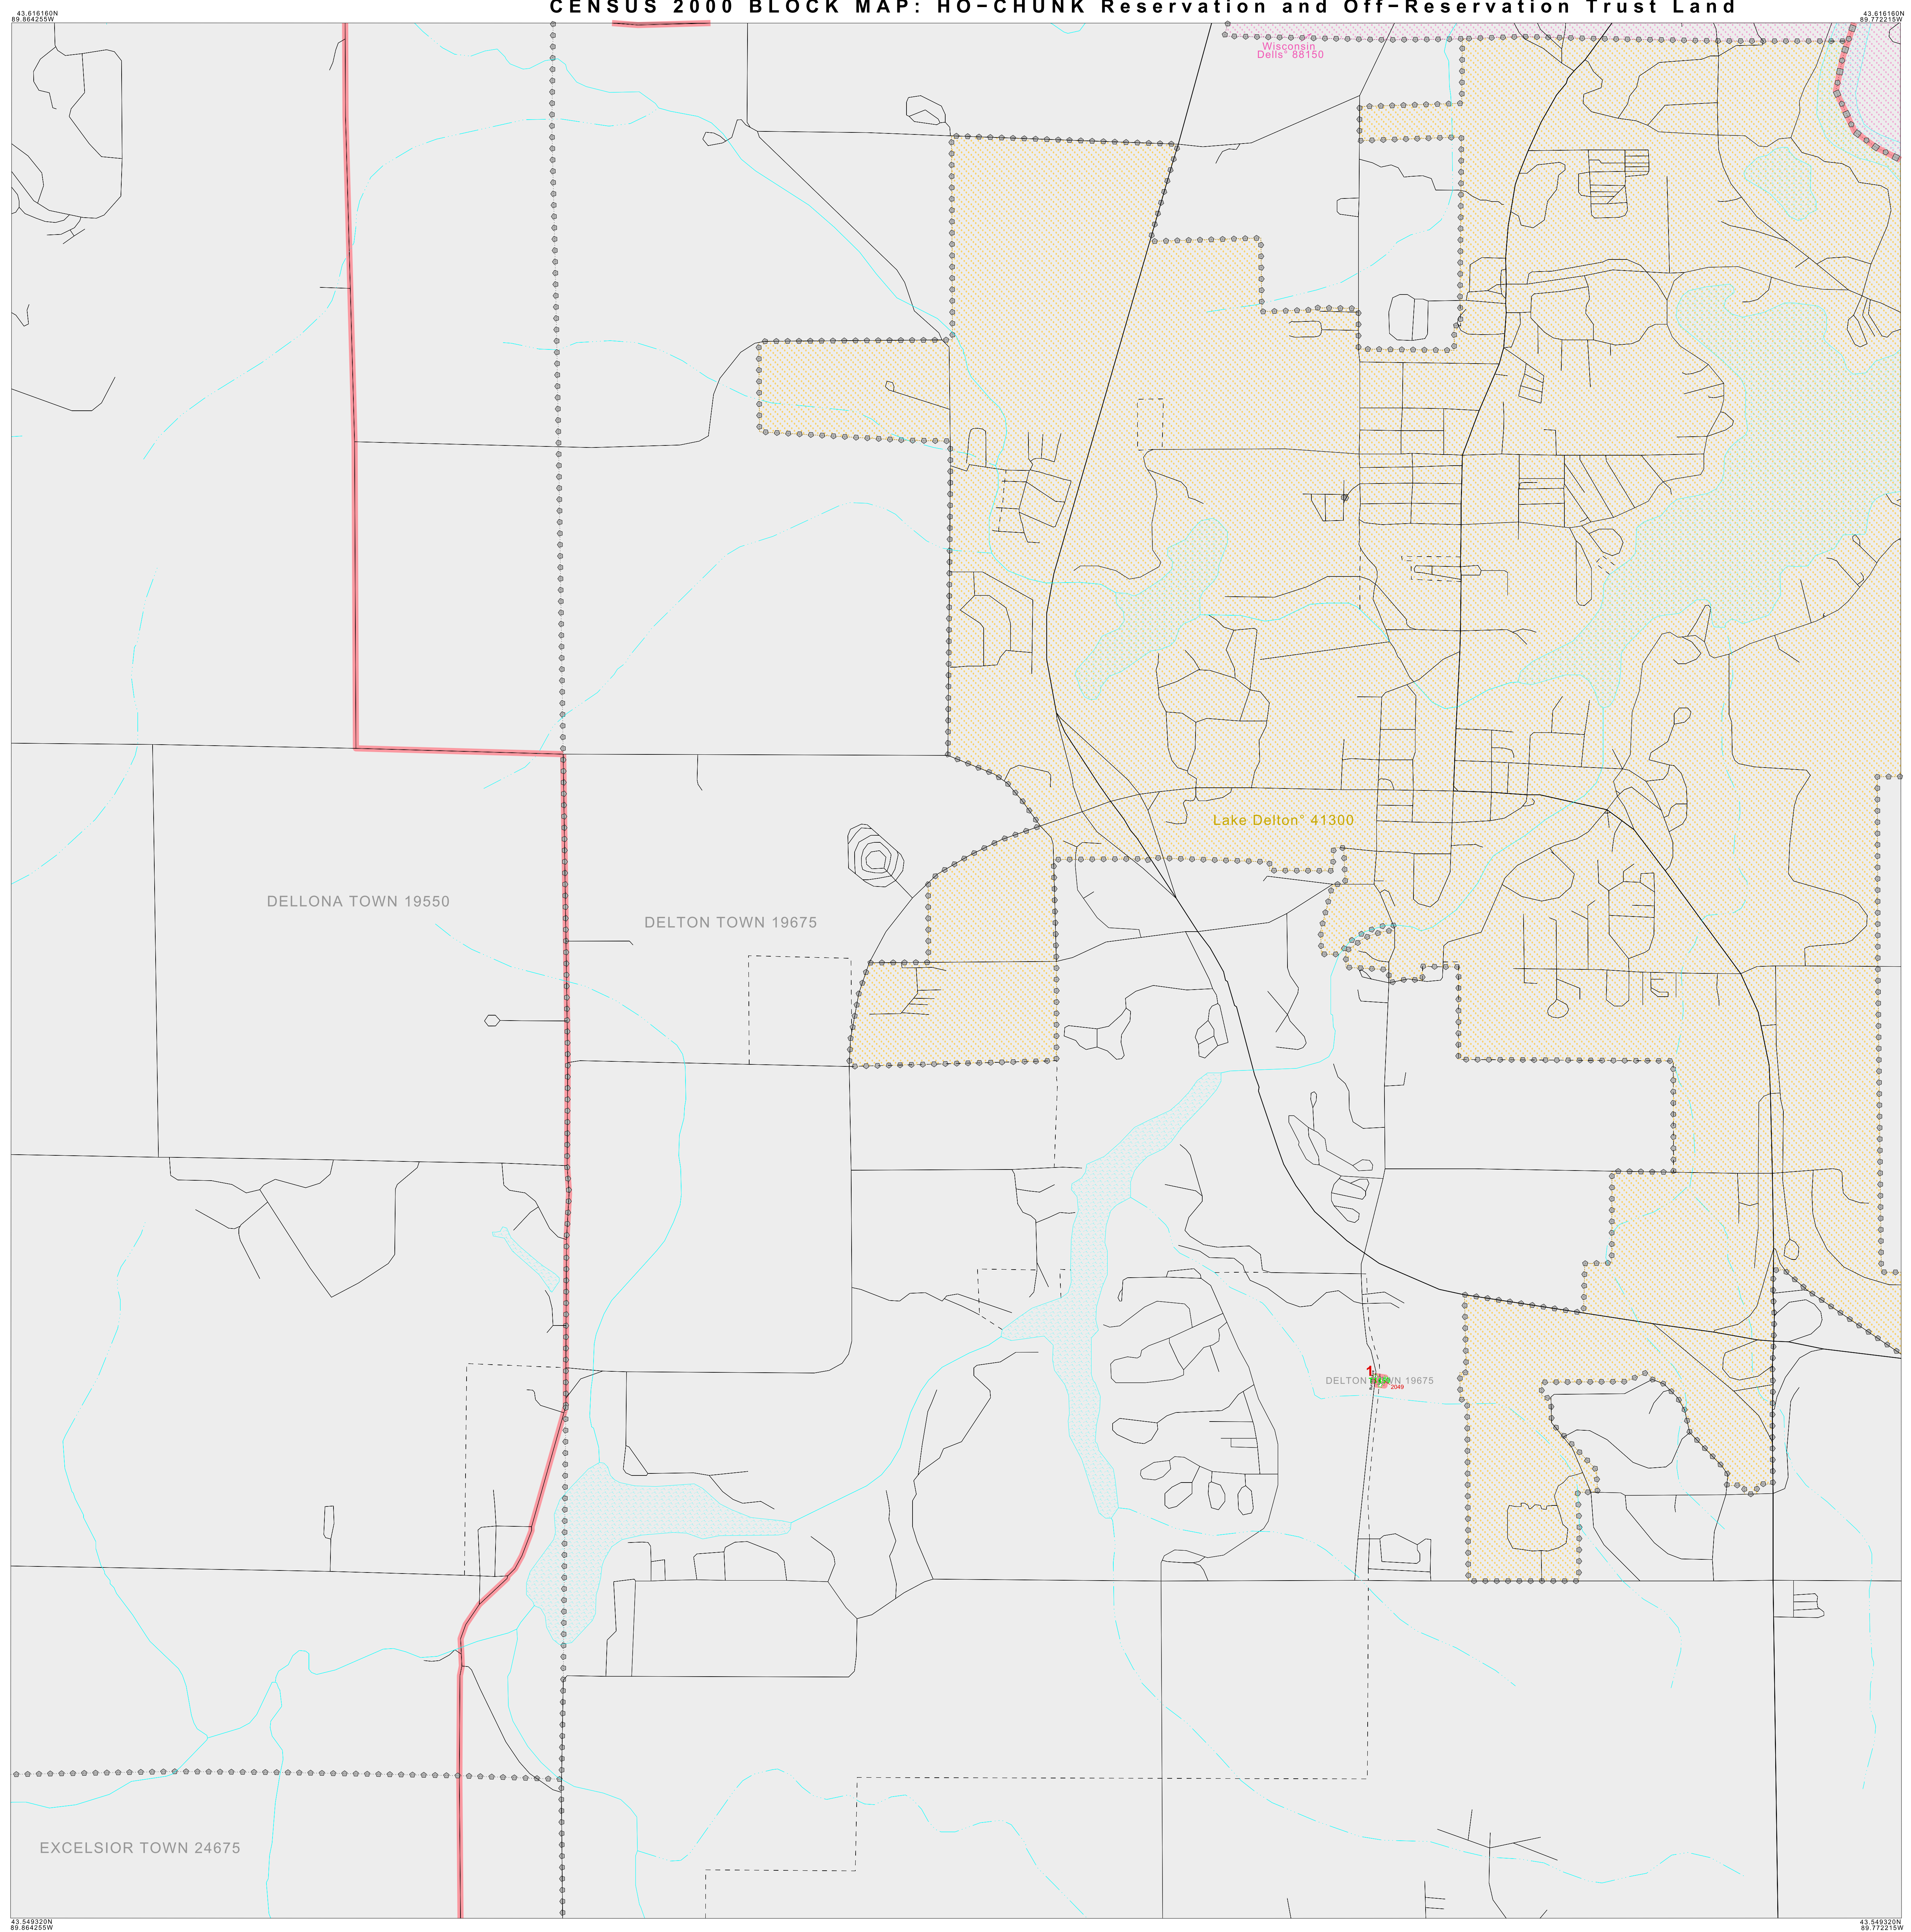 CENSUS 2000 BLOCK MAP: HO-CHUNK Reservation and Off-Reservation Trust Land
43.616160N
89.864255W
43.616160N
89.772215W
Wisconsin
Dells° 88150
Lake Delton° 41300
DELLONA TOWN 19550
DELTON TOWN 19675
1
DELTON TOWN 19675
2049
EXCELSIOR TOWN 24675
43.549320N
89.864255W
43.549320N
89.772215W